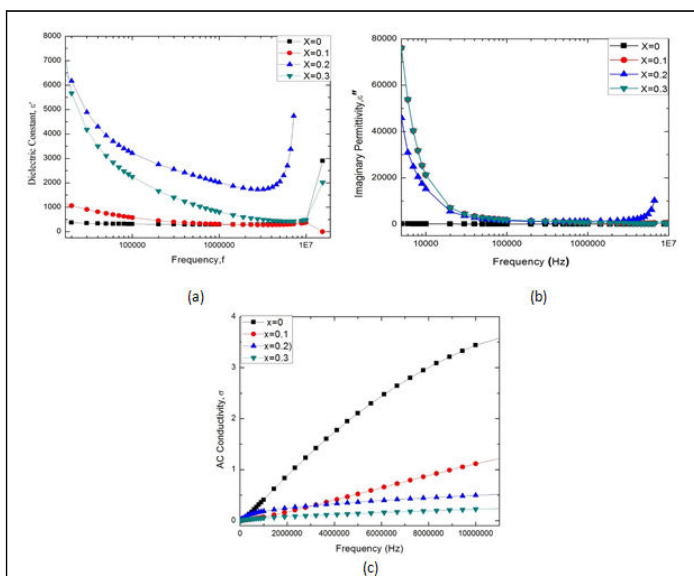 8000
7000
6000
5000
4000
3000
2000
1000
0
Dielectric Constant, ε'
X=0
X=0.1
X=0.2
X=0.3
100000 1000000 1E7
Frequency,f
(a)
80000
60000
40000
20000
0
Imaginary Permittivity,ε''
X=0
X=0.1
X=0.2
X=0.3
10000 100000 1000000 1E7
Frequency (Hz)
(b)
4
3
2
1
0
AC Conductivity, σ
x=0
x=0.1
x=0.2)
x=0.3
0 2000000 4000000 6000000 8000000 10000000
Frequency (Hz)
(c)